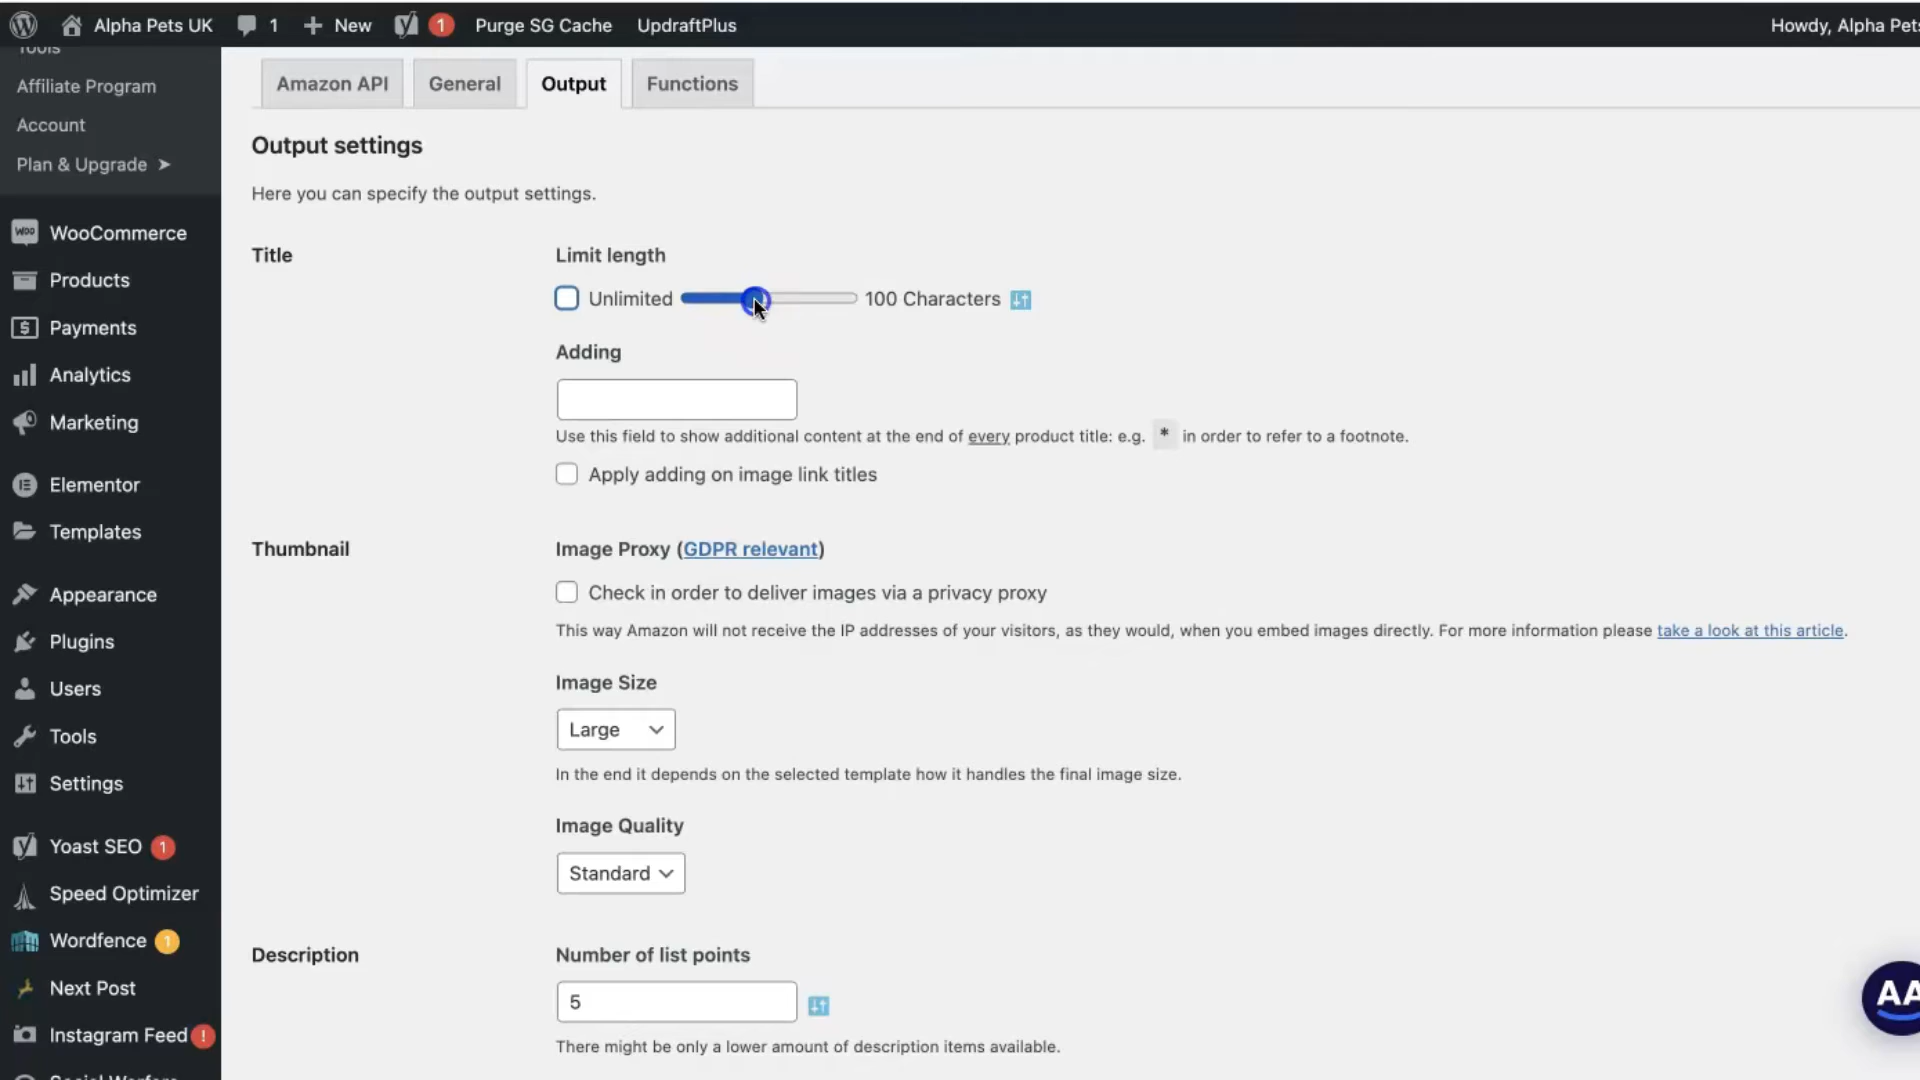 Alpha Pets UK
1
New
1
Purge SG Cache
UpdraftPlus
Howdy, Alpha Pets
Tools
Affiliate Program
Account
Plan & Upgrade ➤
WooCommerce
Products
Payments
Analytics
Marketing
Elementor
Templates
Appearance
Plugins
Users
Tools
Settings
Yoast SEO 1
Speed Optimizer
Wordfence 1
Next Post
Instagram Feed !
Amazon API
General
Output
Functions
Output settings
Here you can specify the output settings.
Title
Limit length
Unlimited
100 Characters
Adding
Use this field to show additional content at the end of every product title: e.g. * in order to refer to a footnote.
Apply adding on image link titles
Thumbnail
Image Proxy (GDPR relevant)
Check in order to deliver images via a privacy proxy
This way Amazon will not receive the IP addresses of your visitors, as they would, when you embed images directly. For more information please take a look at this article.
Image Size
Large
In the end it depends on the selected template how it handles the final image size.
Image Quality
Standard
Description
Number of list points
5
There might be only a lower amount of description items available.
AA